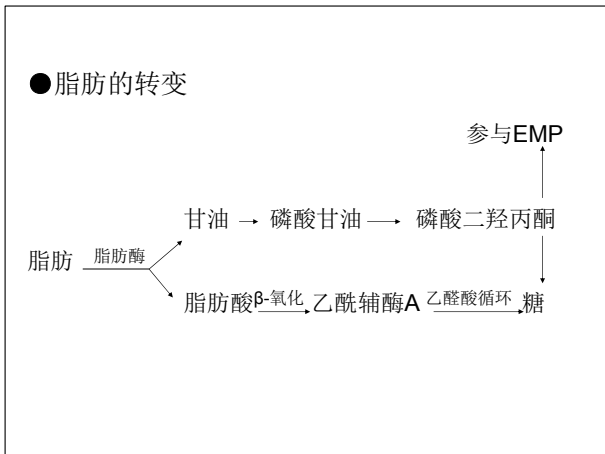 ●脂肪的转变
参与EMP
甘油 → 磷酸甘油 → 磷酸二羟丙酮
脂肪 脂肪酶
脂肪酸 β-氧化 乙酰辅酶A 乙醛酸循环 糖